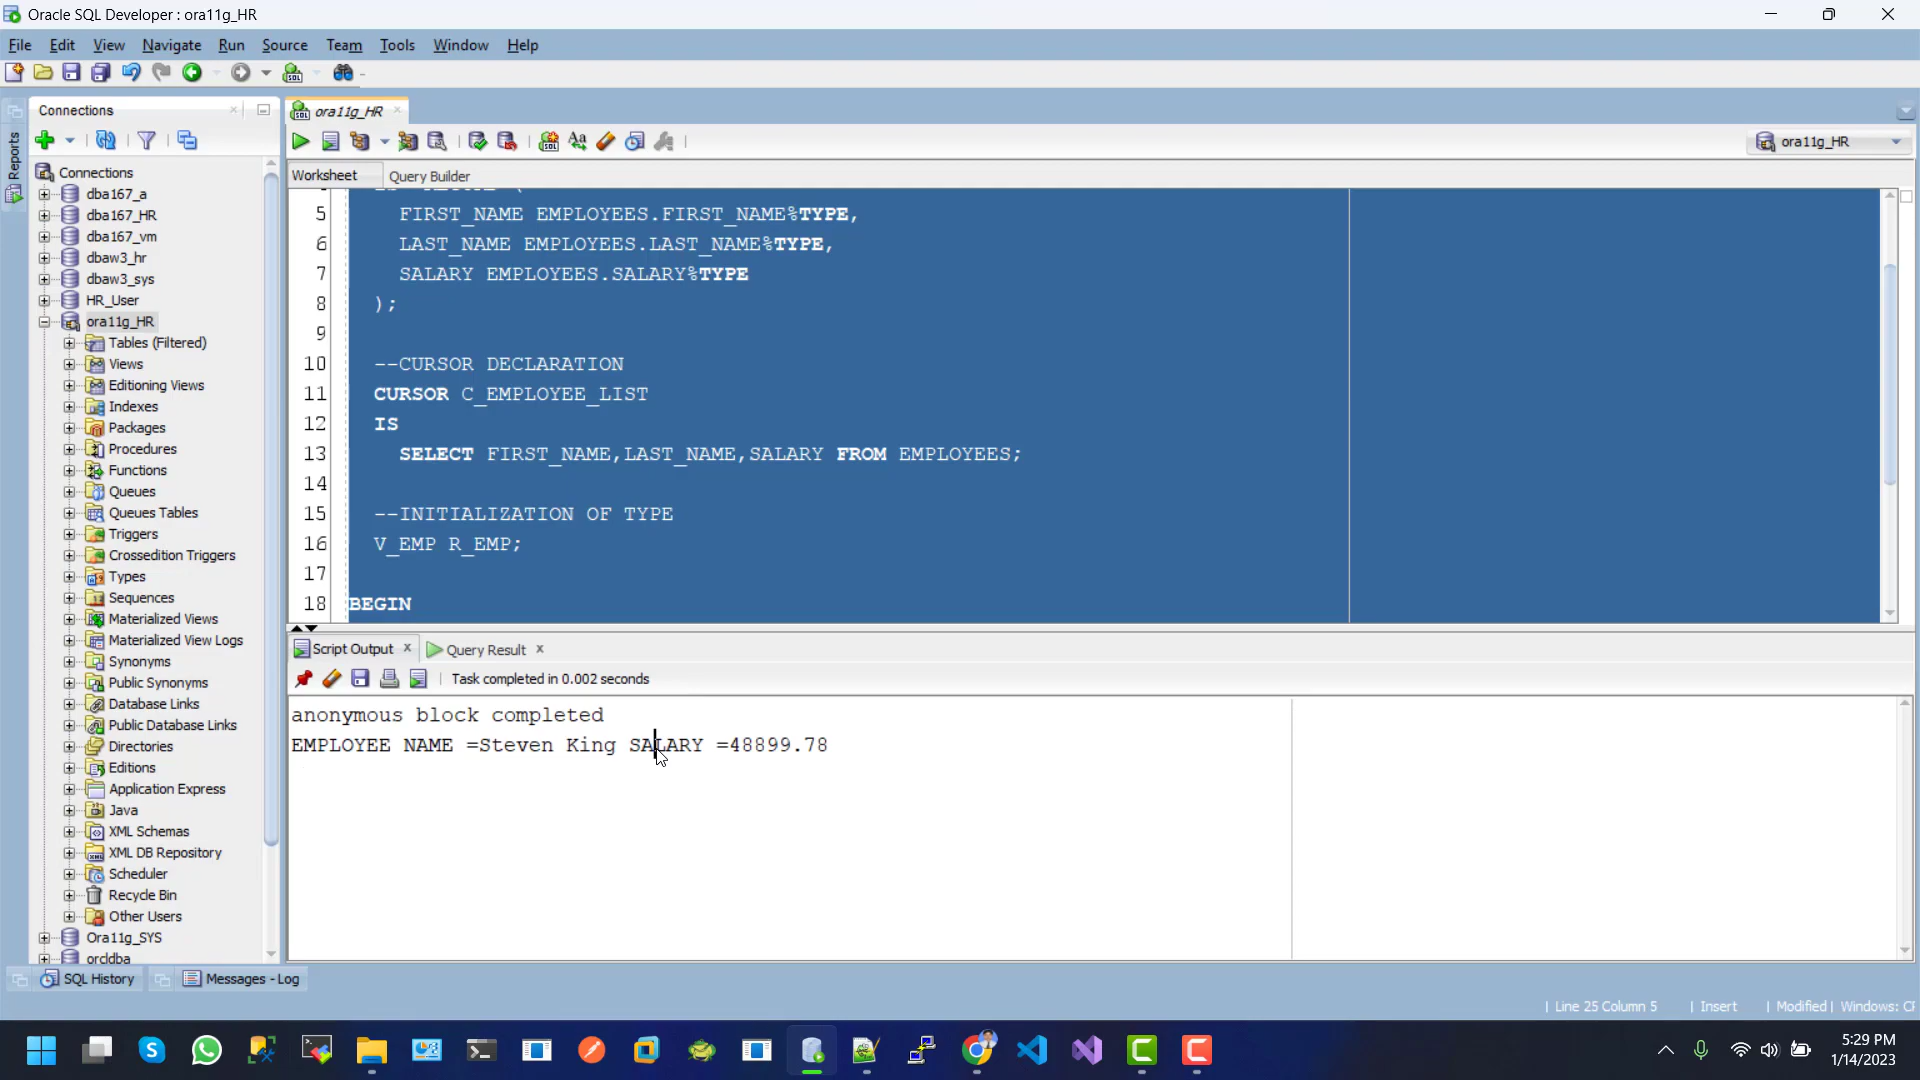 Oracle SQL Developer : ora11g_HR
File Edit View Navigate Run Source Team Tools Window Help
Reports
Connections
Connections
dba167_a
dba167_HR
dba167_vm
dbaw3_hr
dbaw3_sys
HR_User
ora11g_HR
Tables (Filtered)
Views
Editioning Views
Indexes
Packages
Procedures
Functions
Queues
Queues Tables
Triggers
Crossedition Triggers
Types
Sequences
Materialized Views
Materialized View Logs
Synonyms
Public Synonyms
Database Links
Public Database Links
Directories
Editions
Application Express
Java
XML Schemas
XML DB Repository
Scheduler
Recycle Bin
Other Users
Ora11g_SYS
orcldba
ora11g_HR
ora11g_HR
Worksheet Query Builder
5 FIRST_NAME EMPLOYEES.FIRST_NAME%TYPE,
6 LAST_NAME EMPLOYEES.LAST_NAME%TYPE,
7 SALARY EMPLOYEES.SALARY%TYPE
8 );
9
10 --CURSOR DECLARATION
11 CURSOR C_EMPLOYEE_LIST
12 IS
13 SELECT FIRST_NAME,LAST_NAME,SALARY FROM EMPLOYEES;
14
15 --INITIALIZATION OF TYPE
16 V_EMP R_EMP;
17
18 BEGIN
Script Output Query Result
Task completed in 0.002 seconds
anonymous block completed
EMPLOYEE NAME =Steven King SALARY =48899.78
SQL History Messages - Log
Line 25 Column 5 | Insert | Modified | Windows:
5:29 PM
1/14/2023